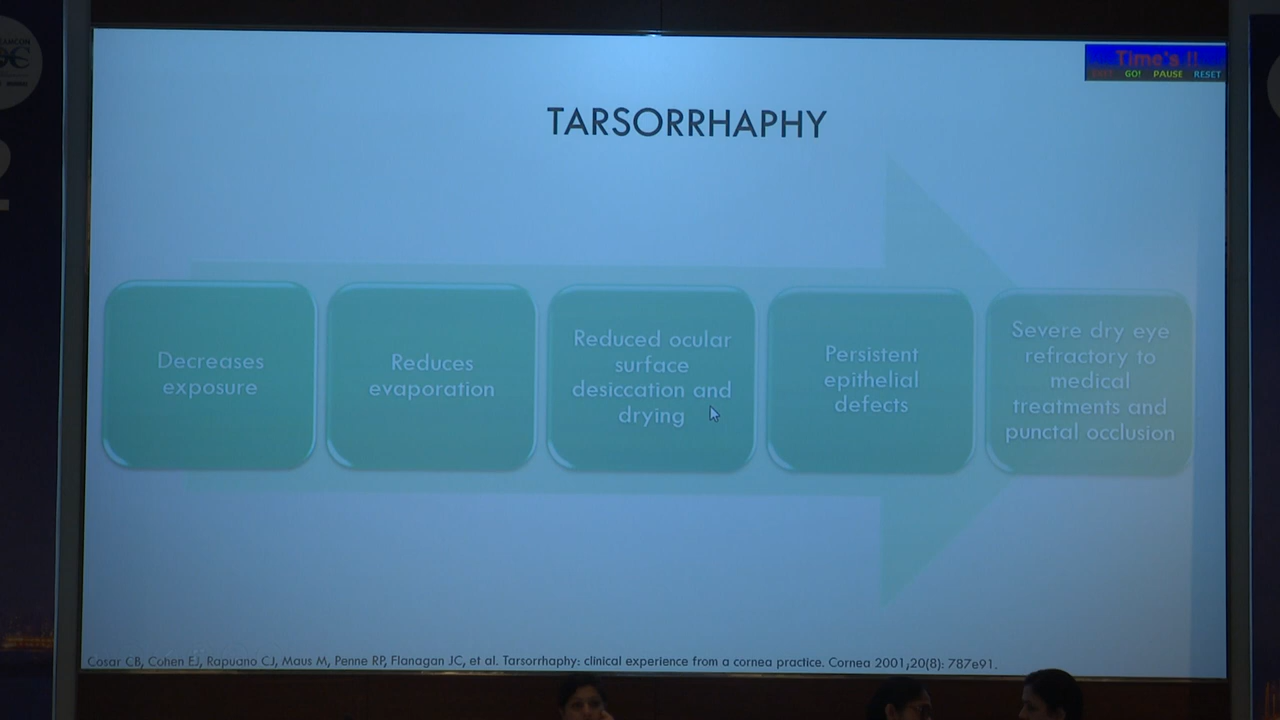 Time's !!
GO! PAUSE RESET
TARSORRHAPHY
Decreases
exposure
Reduces
evaporation
Reduced ocular
surface
desiccation and
drying
Persistent
epithelial
defects
Severe dry eye
refractory to
medical
treatments and
punctal occlusion
Cosar CB, Cohen EJ, Rapuano CJ, Maus M, Penne RP, Flanagan JC, et al. Tarsorrhaphy: clinical experience from a cornea practice. Cornea 2001;20(8): 787e91.
2